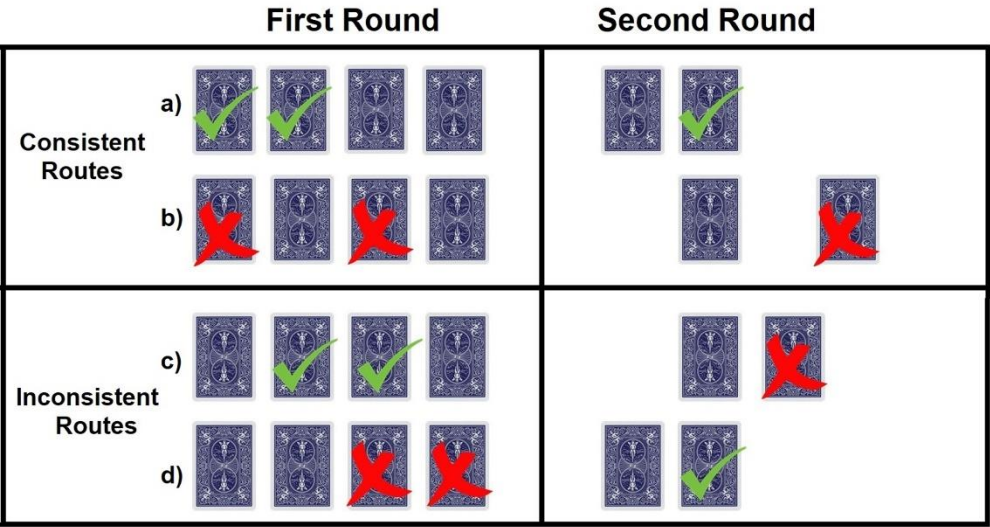 First Round
Second Round
Consistent
Routes
a)
b)
Inconsistent
Routes
c)
d)